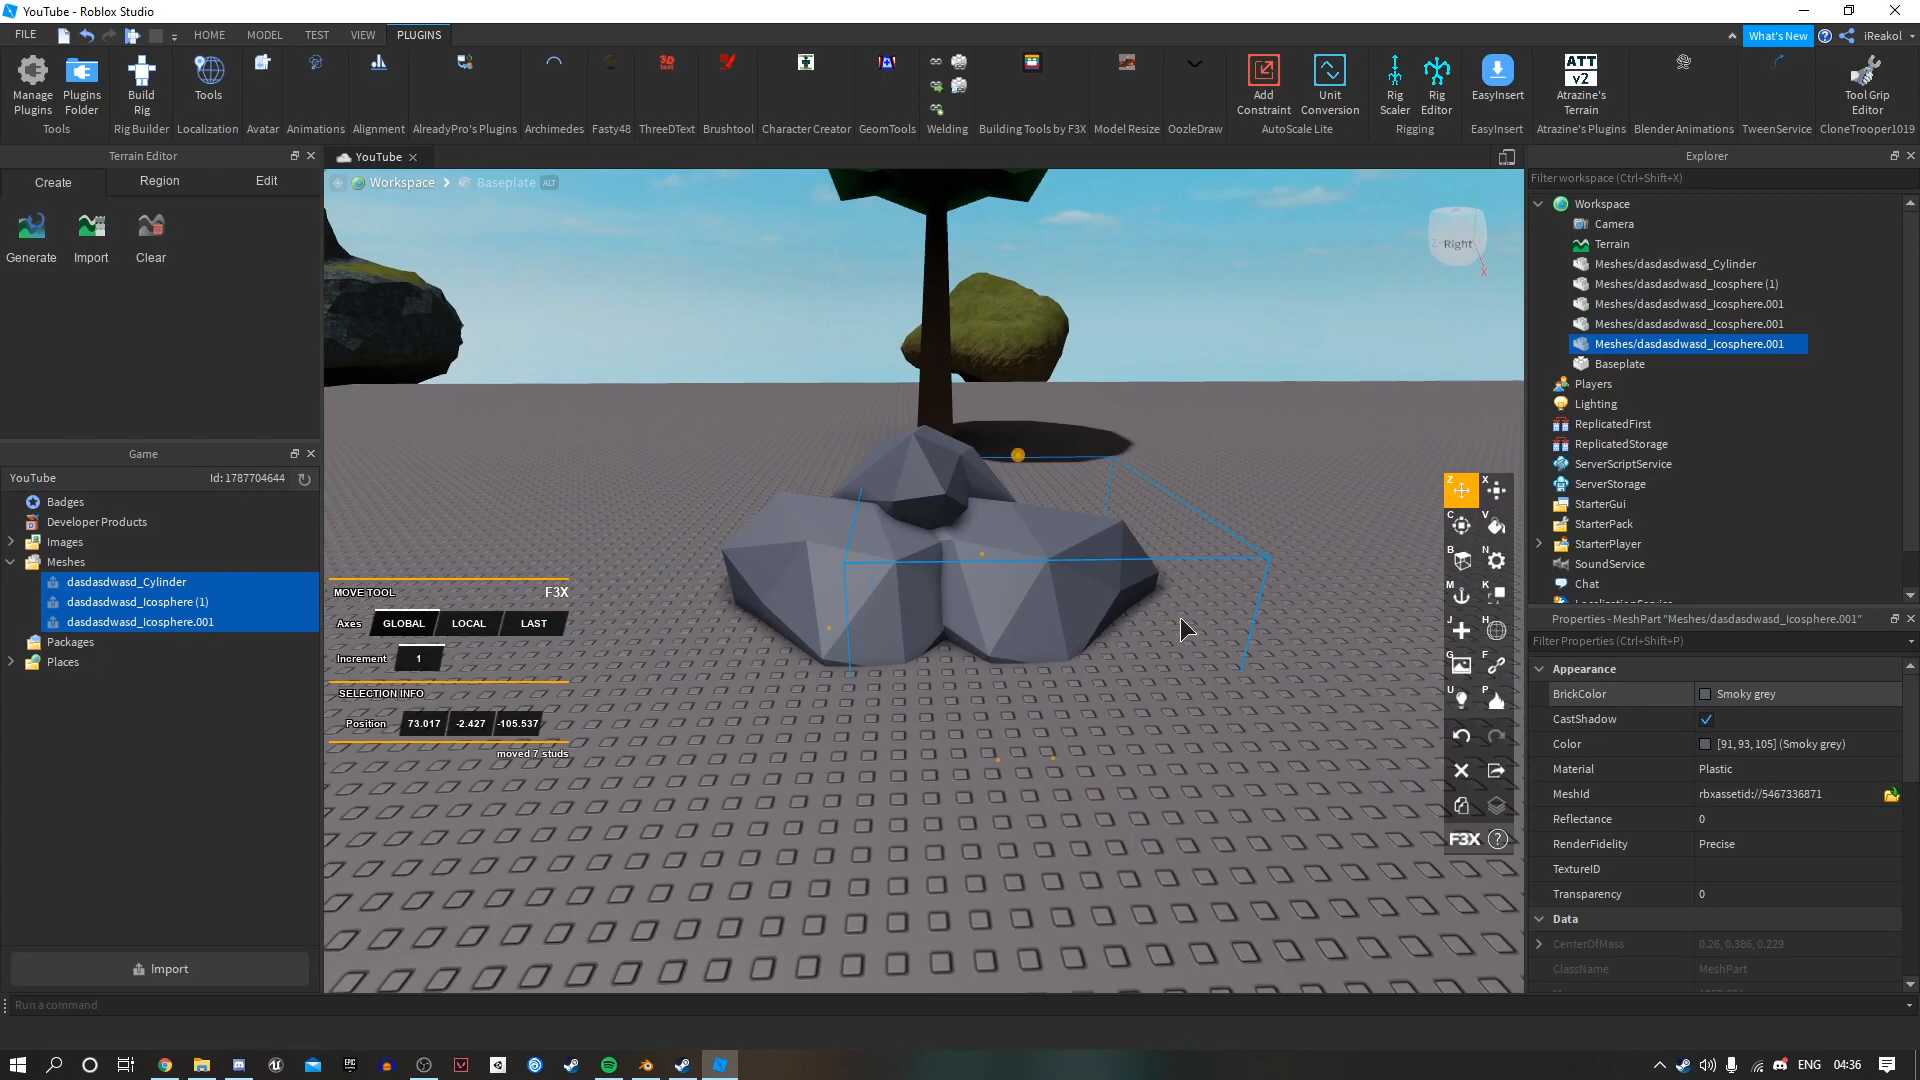 YouTube - Roblox Studio
FILE
HOME
MODEL
TEST
VIEW
PLUGINS
What's New
iReakol
Manage Plugins
Plugins Folder
Tools
Build Rig
Rig Builder
Tools
Localization
Avatar
Animations
Alignment
AlreadyPro's Plugins
Archimedes
Fasty48
3D text
ThreeDText
Brushtool
Character Creator
GeomTools
Welding
Building Tools by F3X
Model Resize
OozleDraw
Add Constraint
Unit Conversion
AutoScale Lite
Rig Scaler
Rig Editor
Rigging
EasyInsert
EasyInsert
ATT v2
Atrazine's Terrain
Atrazine's Plugins
Blender Animations
TweenService
Tool Grip Editor
CloneTrooper1019
Terrain Editor
Create
Region
Edit
Generate
Import
Clear
Game
YouTube
Id: 1787704644
Badges
Developer Products
Images
Meshes
dasdasdwasd_Cylinder
dasdasdwasd_Icosphere (1)
dasdasdwasd_Icosphere.001
Packages
Places
Import
Run a command
YouTube
Workspace
Baseplate
ALT
Right
X
MOVE TOOL
F3X
Axes
GLOBAL
LOCAL
LAST
Increment
1
SELECTION INFO
Position
73.017
-2.427
-105.537
moved 7 studs
Z
X
C
V
B
N
M
K
J
H
G
F
U
P
F3X
Explorer
Filter workspace (Ctrl+Shift+X)
Workspace
Camera
Terrain
Meshes/dasdasdwasd_Cylinder
Meshes/dasdasdwasd_Icosphere (1)
Meshes/dasdasdwasd_Icosphere.001
Meshes/dasdasdwasd_Icosphere.001
Meshes/dasdasdwasd_Icosphere.001
Baseplate
Players
Lighting
ReplicatedFirst
ReplicatedStorage
ServerScriptService
ServerStorage
StarterGui
StarterPack
StarterPlayer
SoundService
Chat
LocalizationService
Properties - MeshPart "Meshes/dasdasdwasd_Icosphere.001"
Filter Properties (Ctrl+Shift+P)
Appearance
BrickColor
Smoky grey
CastShadow
Color
[91, 93, 105] (Smoky grey)
Material
Plastic
MeshId
rbxassetid://5467336871
Reflectance
0
RenderFidelity
Precise
TextureID
Transparency
0
Data
CenterOfMass
0.26, 0.386, 0.229
ClassName
MeshPart
EPIC
ENG
04:36